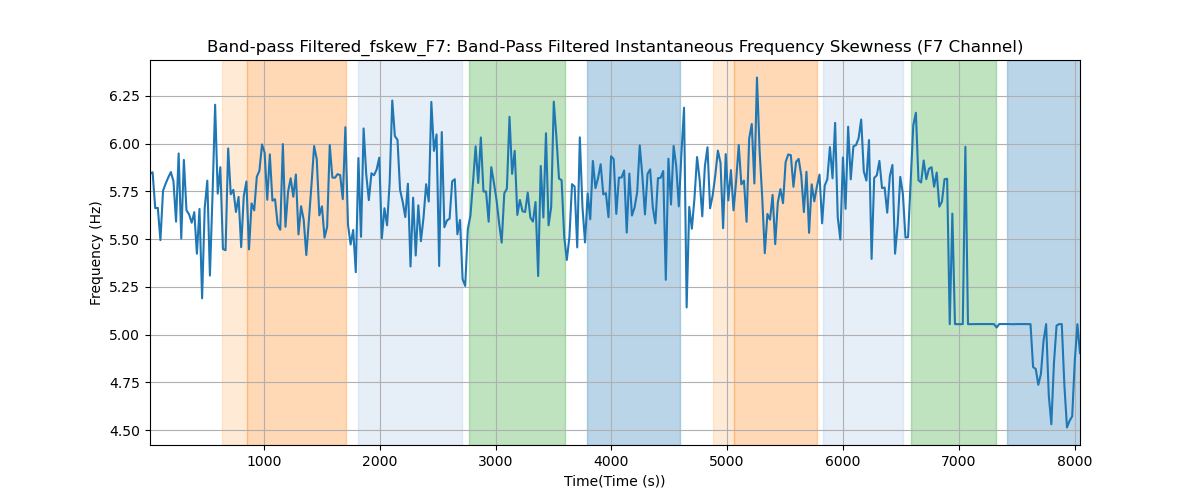 Band-pass Filtered_fskew_F7: Band-Pass Filtered Instantaneous Frequency Skewness (F7 Channel)
Frequency (Hz)
6.25
6.00
5.75
5.50
5.25
5.00
4.75
4.50
1000 2000 3000 4000 5000 6000 7000 8000
Time(Time (s))